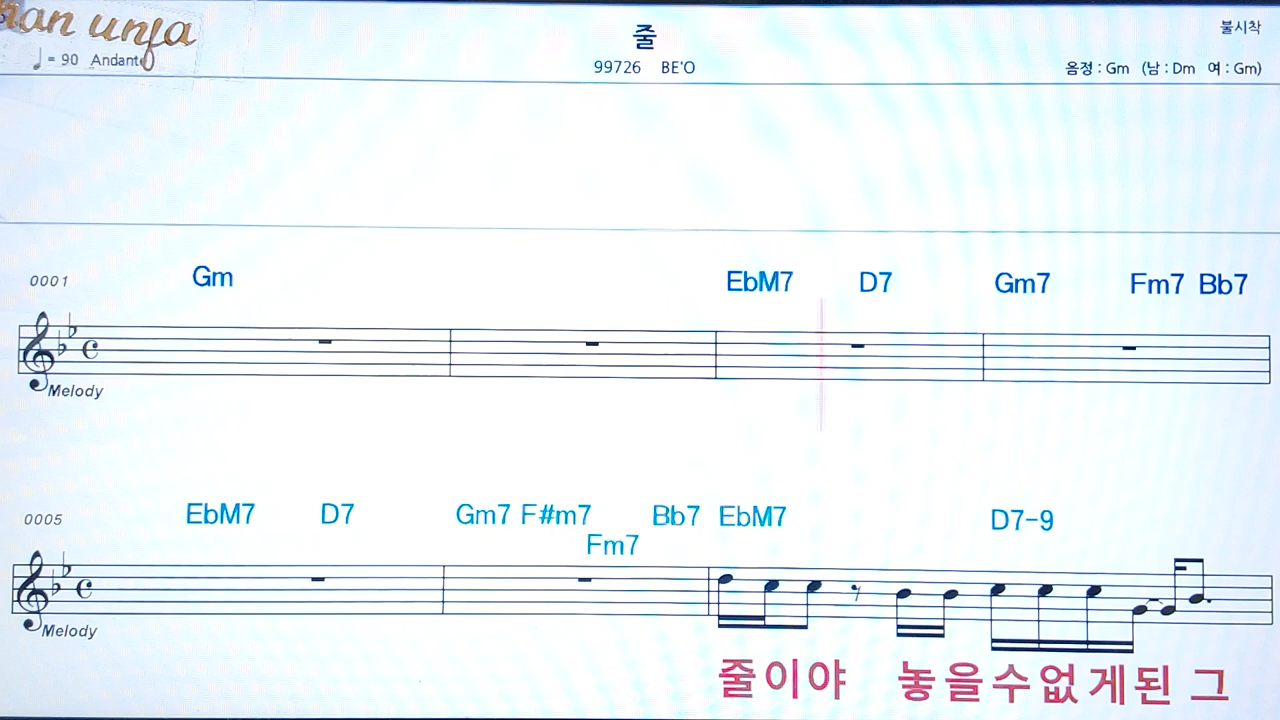 unja
줄
불시착
♩ = 90 Andante
99726 BE'O
음정 : Gm (남 : Dm 여 : Gm)
0001
Gm EbM7 D7 Gm7 Fm7 Bb7
Melody
0005
EbM7 D7 Gm7 F#m7 Fm7 Bb7 EbM7 D7-9
Melody
줄이야 놓을수없게된 그